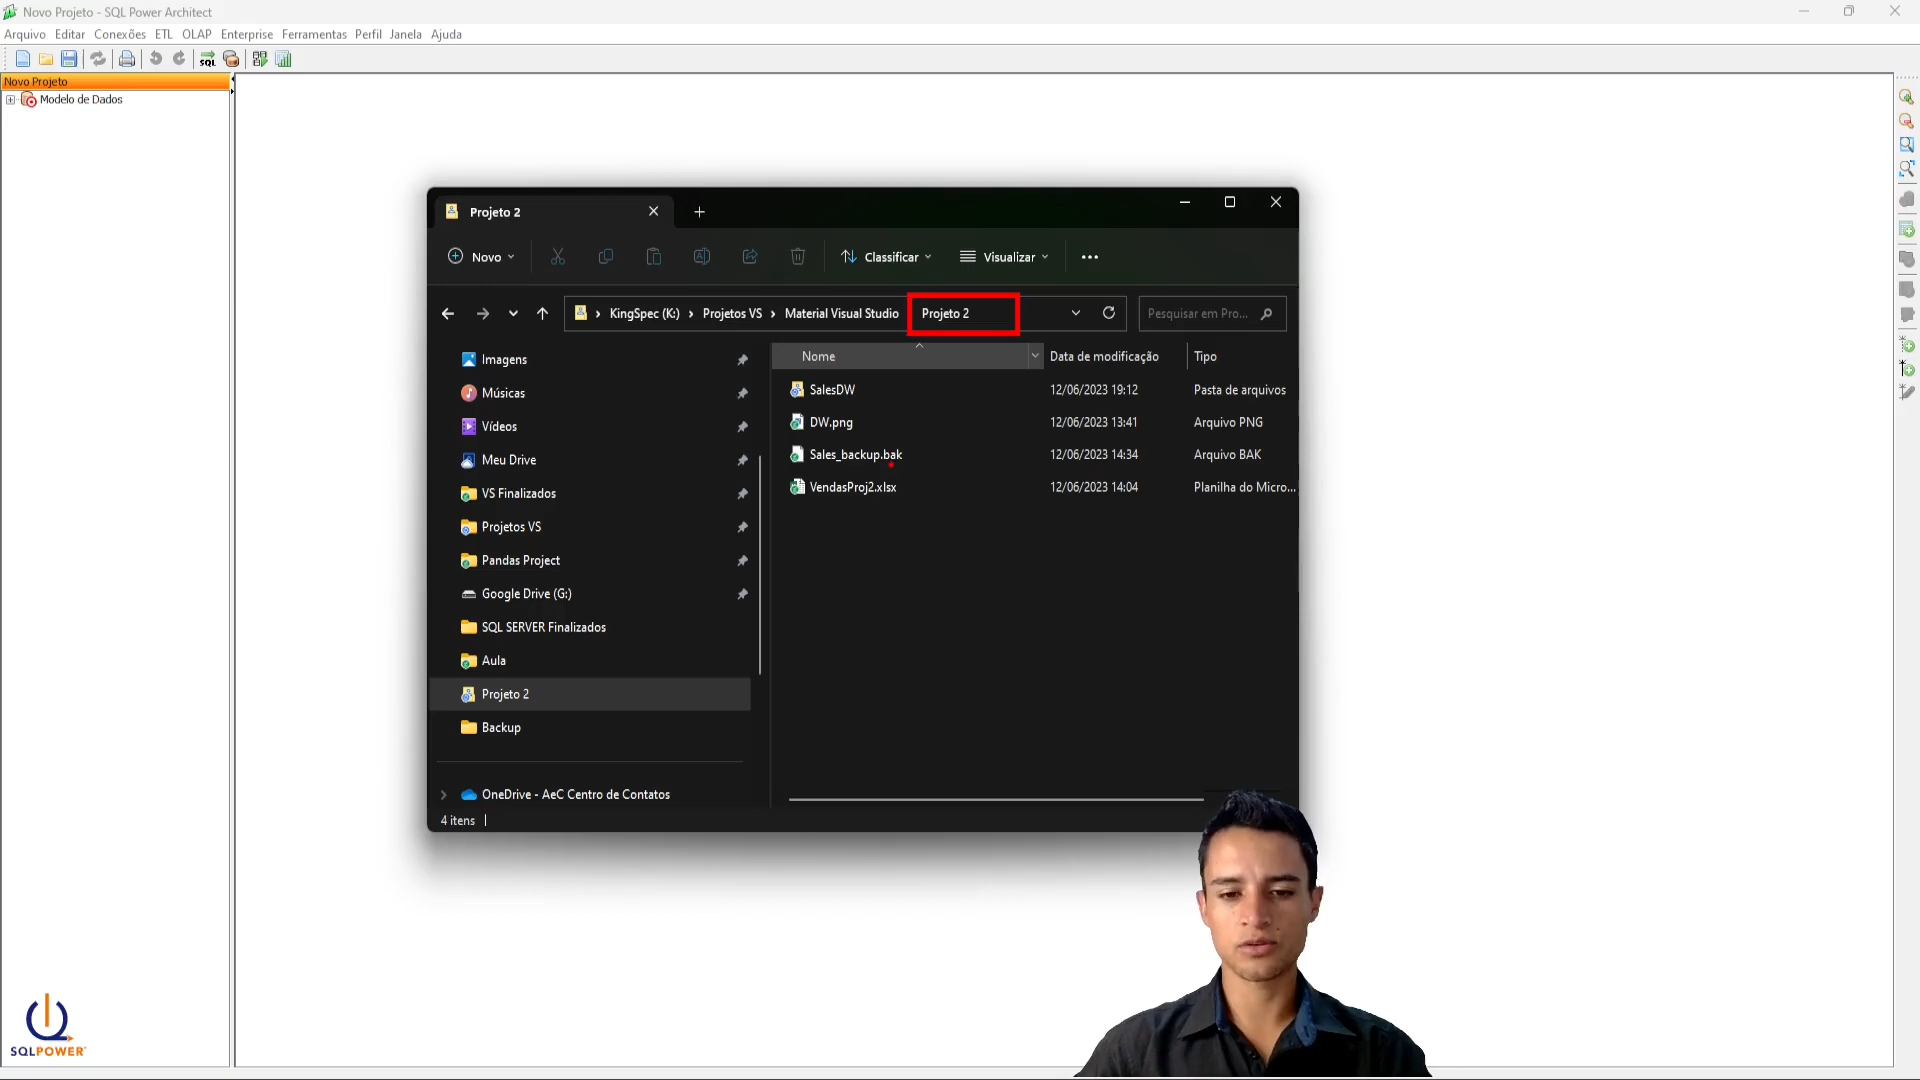 Novo Projeto - SQL Power Architect
Arquivo Editar Conexões ETL OLAP Enterprise Ferramentas Perfil Janela Ajuda
SQL
Novo Projeto
Modelo de Dados
Projeto 2
Novo Classificar Visualizar
KingSpec (K:) Projetos VS Material Visual Studio Projeto 2 Pesquisar em Pro...
Nome Data de modificação Tipo
Imagens
Músicas
Vídeos
Meu Drive
VS Finalizados
Projetos VS
Pandas Project
Google Drive (G:)
SQL SERVER Finalizados
Aula
Projeto 2
Backup
OneDrive - AeC Centro de Contatos
SalesDW 12/06/2023 19:12 Pasta de arquivos
DW.png 12/06/2023 13:41 Arquivo PNG
Sales_backup.bak 12/06/2023 14:34 Arquivo BAK
VendasProj2.xlsx 12/06/2023 14:04 Planilha do Micro...
4 itens
SQLPOWER